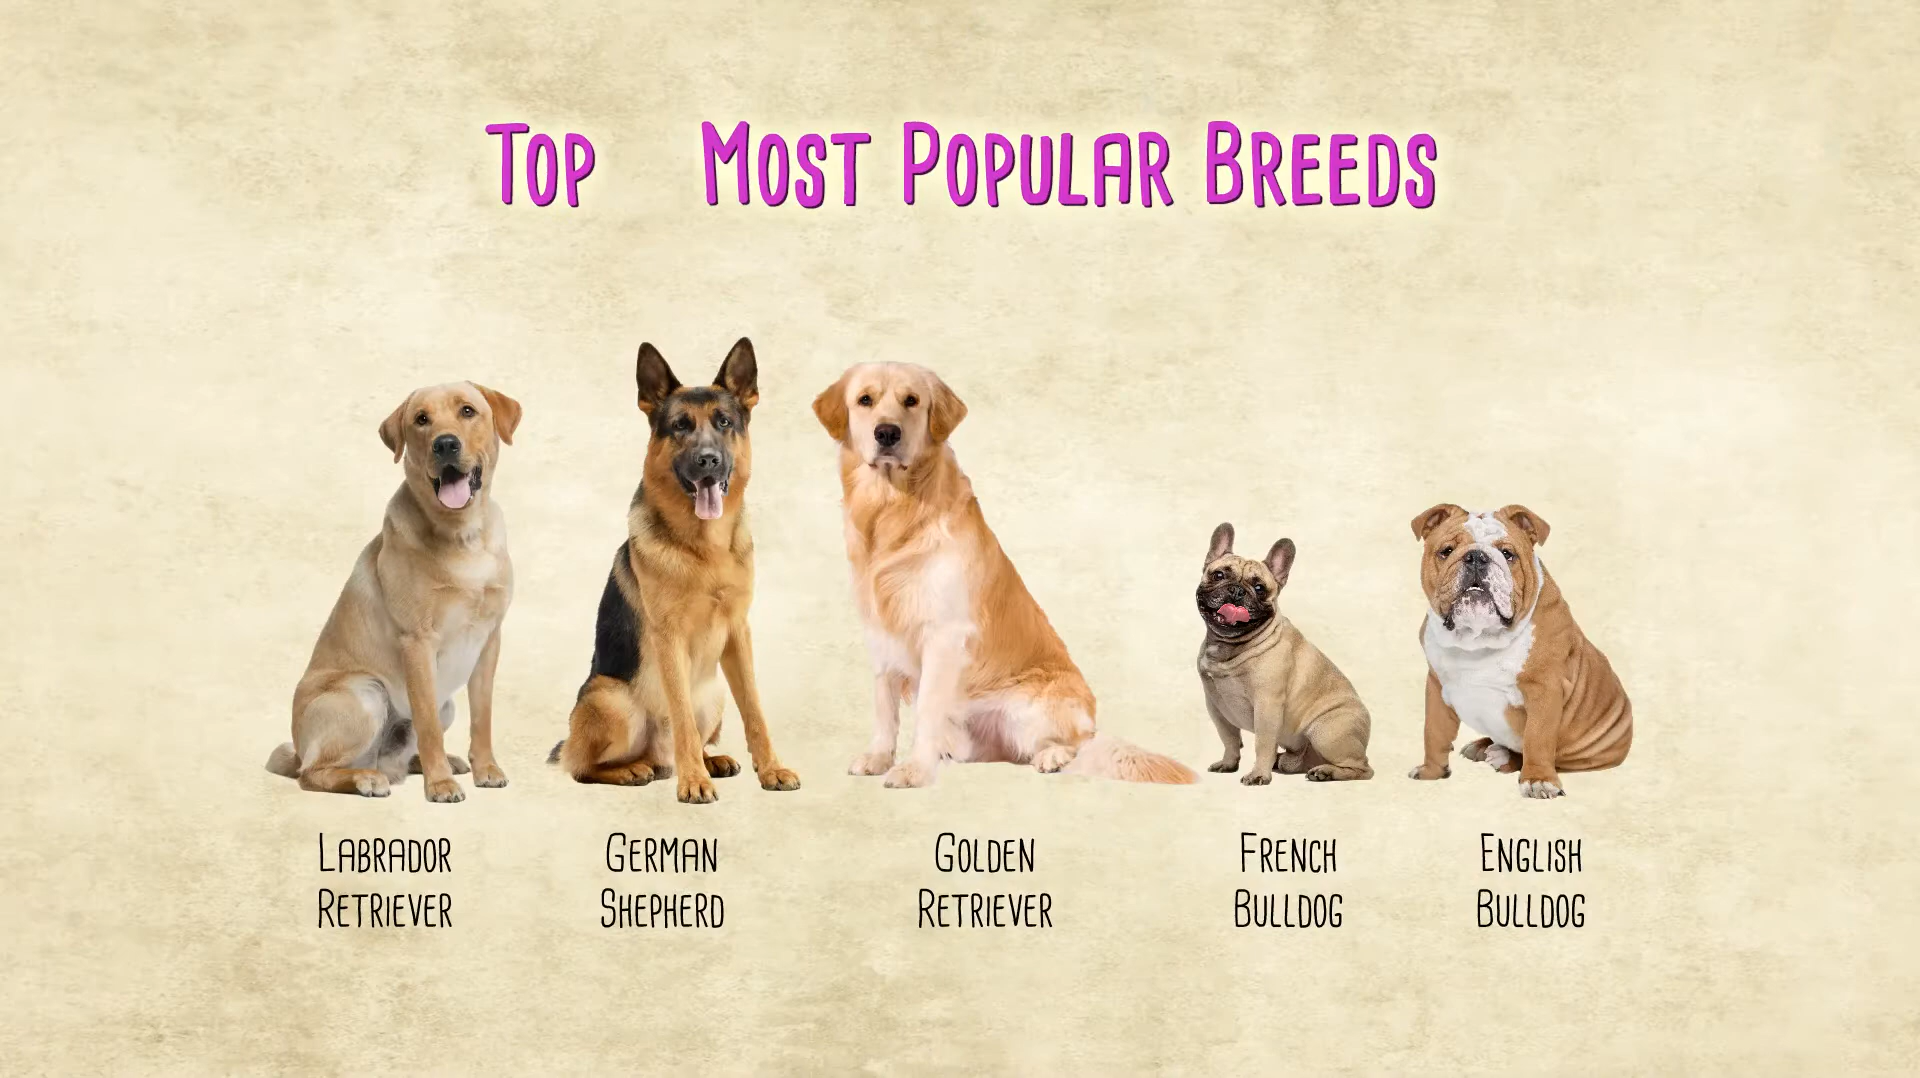 Top Most Popular Breeds
Labrador
Retriever
German
Shepherd
Golden
Retriever
French
Bulldog
English
Bulldog